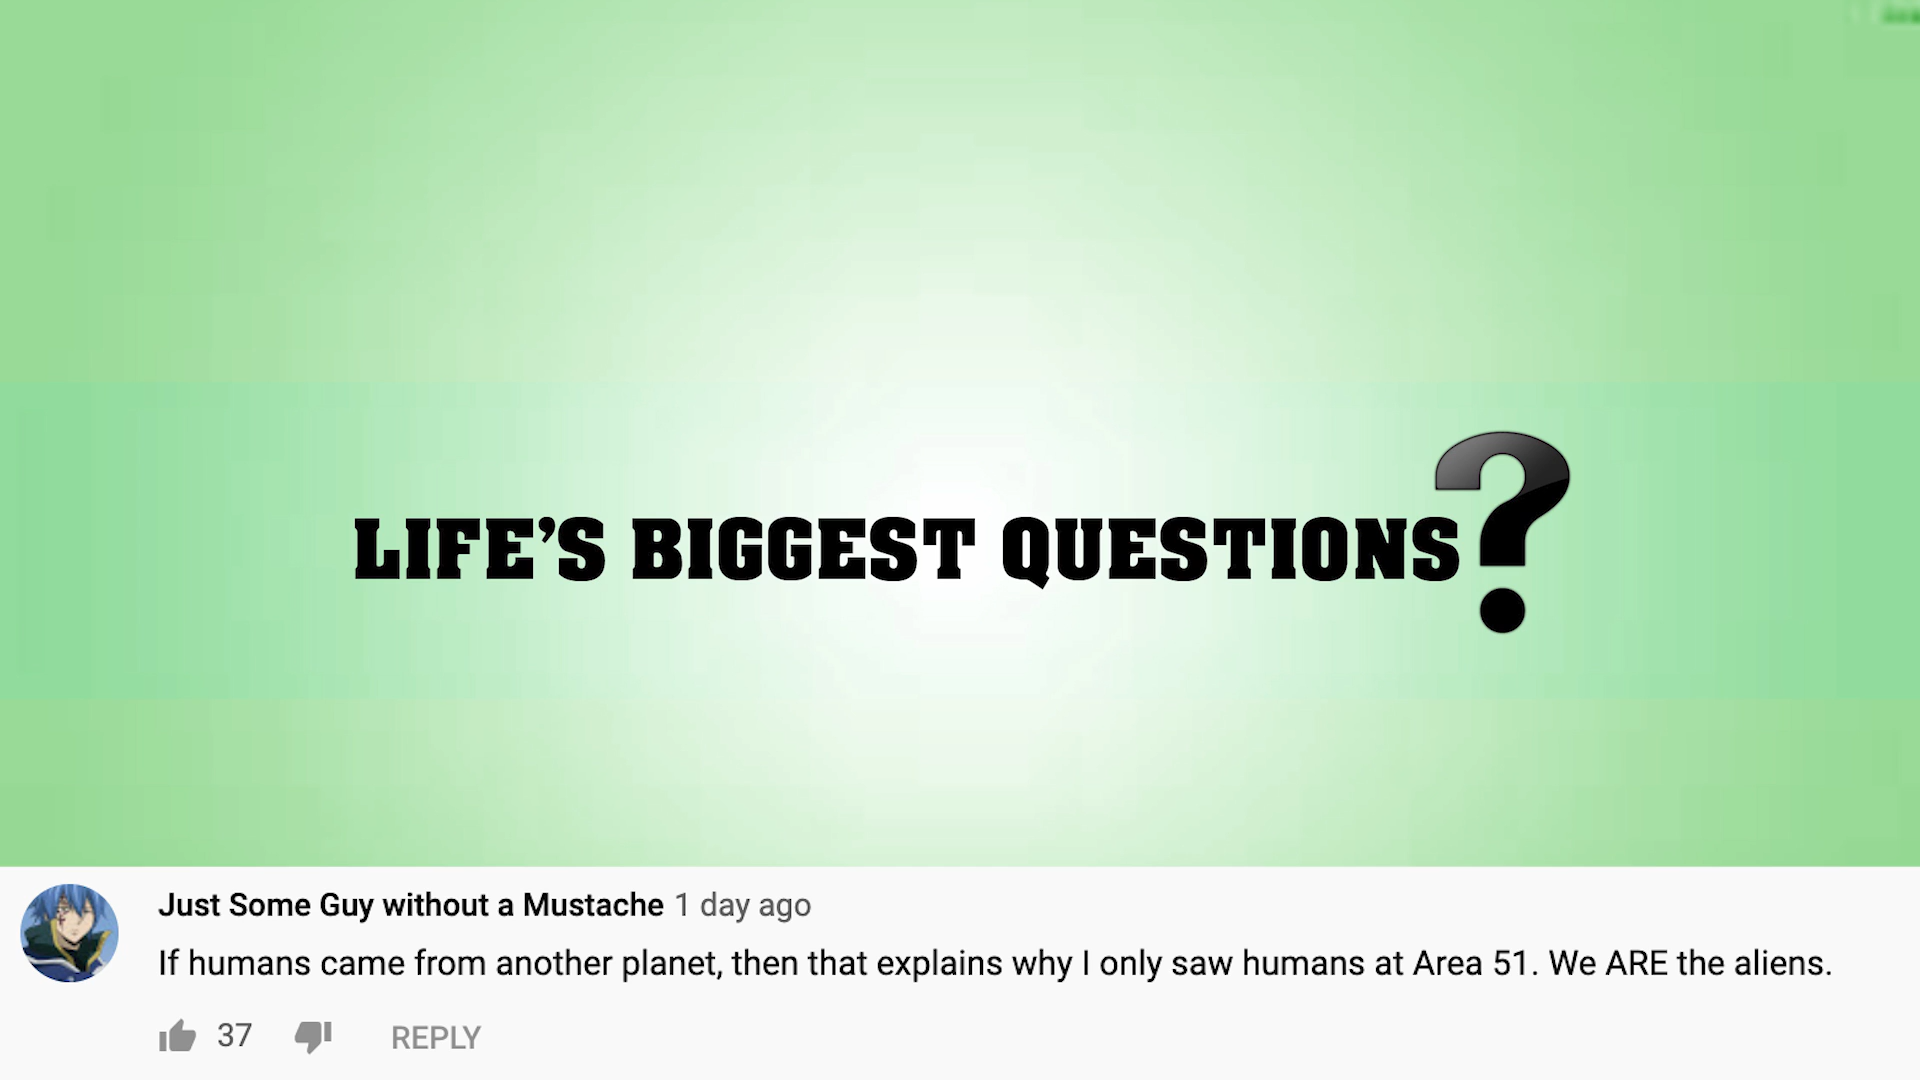 LIFE'S BIGGEST QUESTIONS?
Just Some Guy without a Mustache 1 day ago
If humans came from another planet, then that explains why I only saw humans at Area 51. We ARE the aliens.
37 REPLY